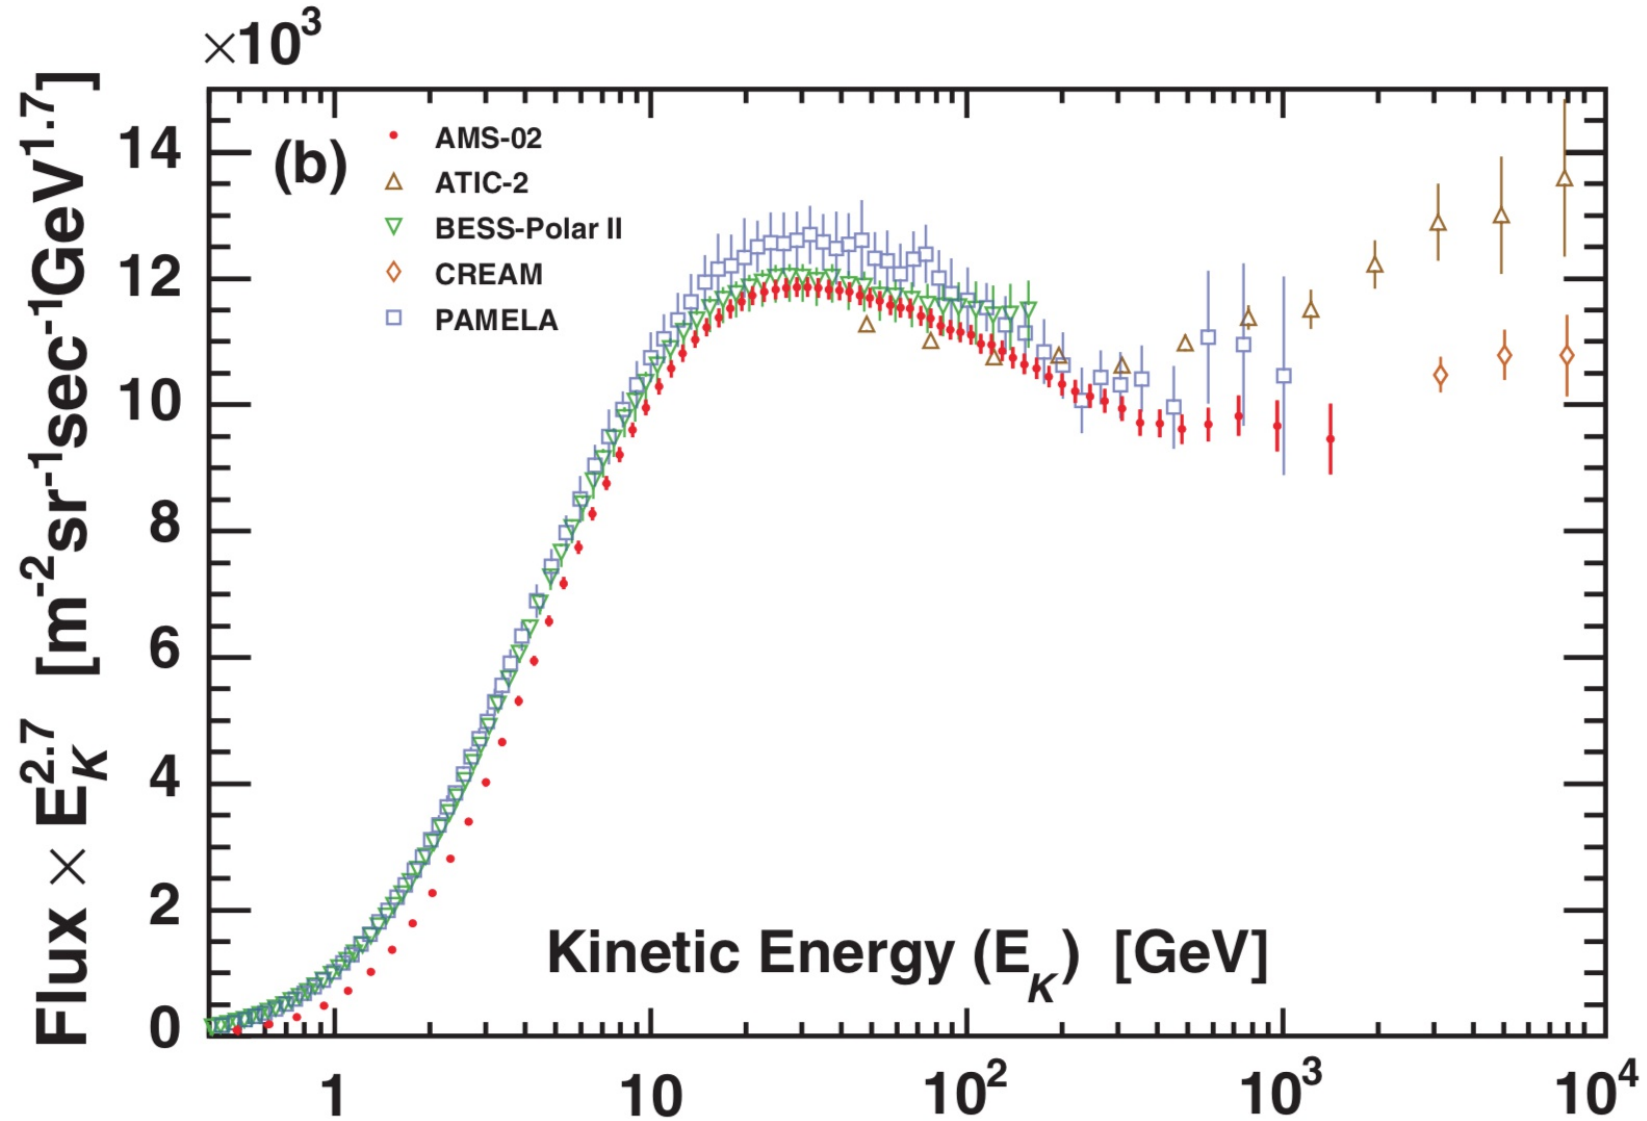 ×10³
Flux × E_K^2.7 [m⁻²sr⁻¹sec⁻¹GeV^1.7]
14
12
10
8
6
4
2
0
(b)
AMS-02
ATIC-2
BESS-Polar II
CREAM
PAMELA
Kinetic Energy (E_K) [GeV]
1 10 10² 10³ 10⁴